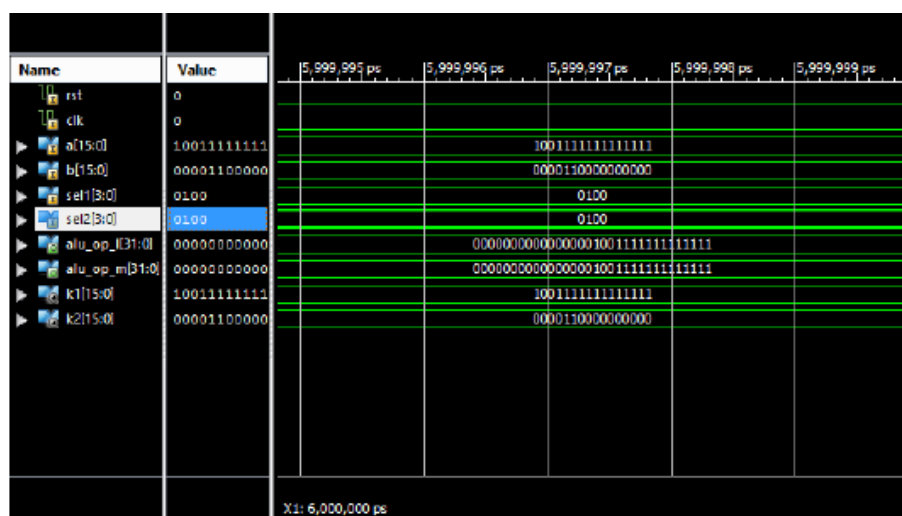 Name Value 5,999,995 ps 5,999,996 ps 5,999,997 ps 5,999,998 ps 5,999,999 ps
rst 0
clk 0
a[15:0] 10011111111 1001111111111111
b[15:0] 00001100000 0000110000000000
sel1[3:0] 0100 0100
sel2[3:0] 0100 0100
alu_op_l[31:0] 00000000000 00000000000000001001111111111111
alu_op_m[31:0] 00000000000 00000000000000001001111111111111
k1[15:0] 10011111111 1001111111111111
k2[15:0] 00001100000 0000110000000000
X1: 6,000,000 ps